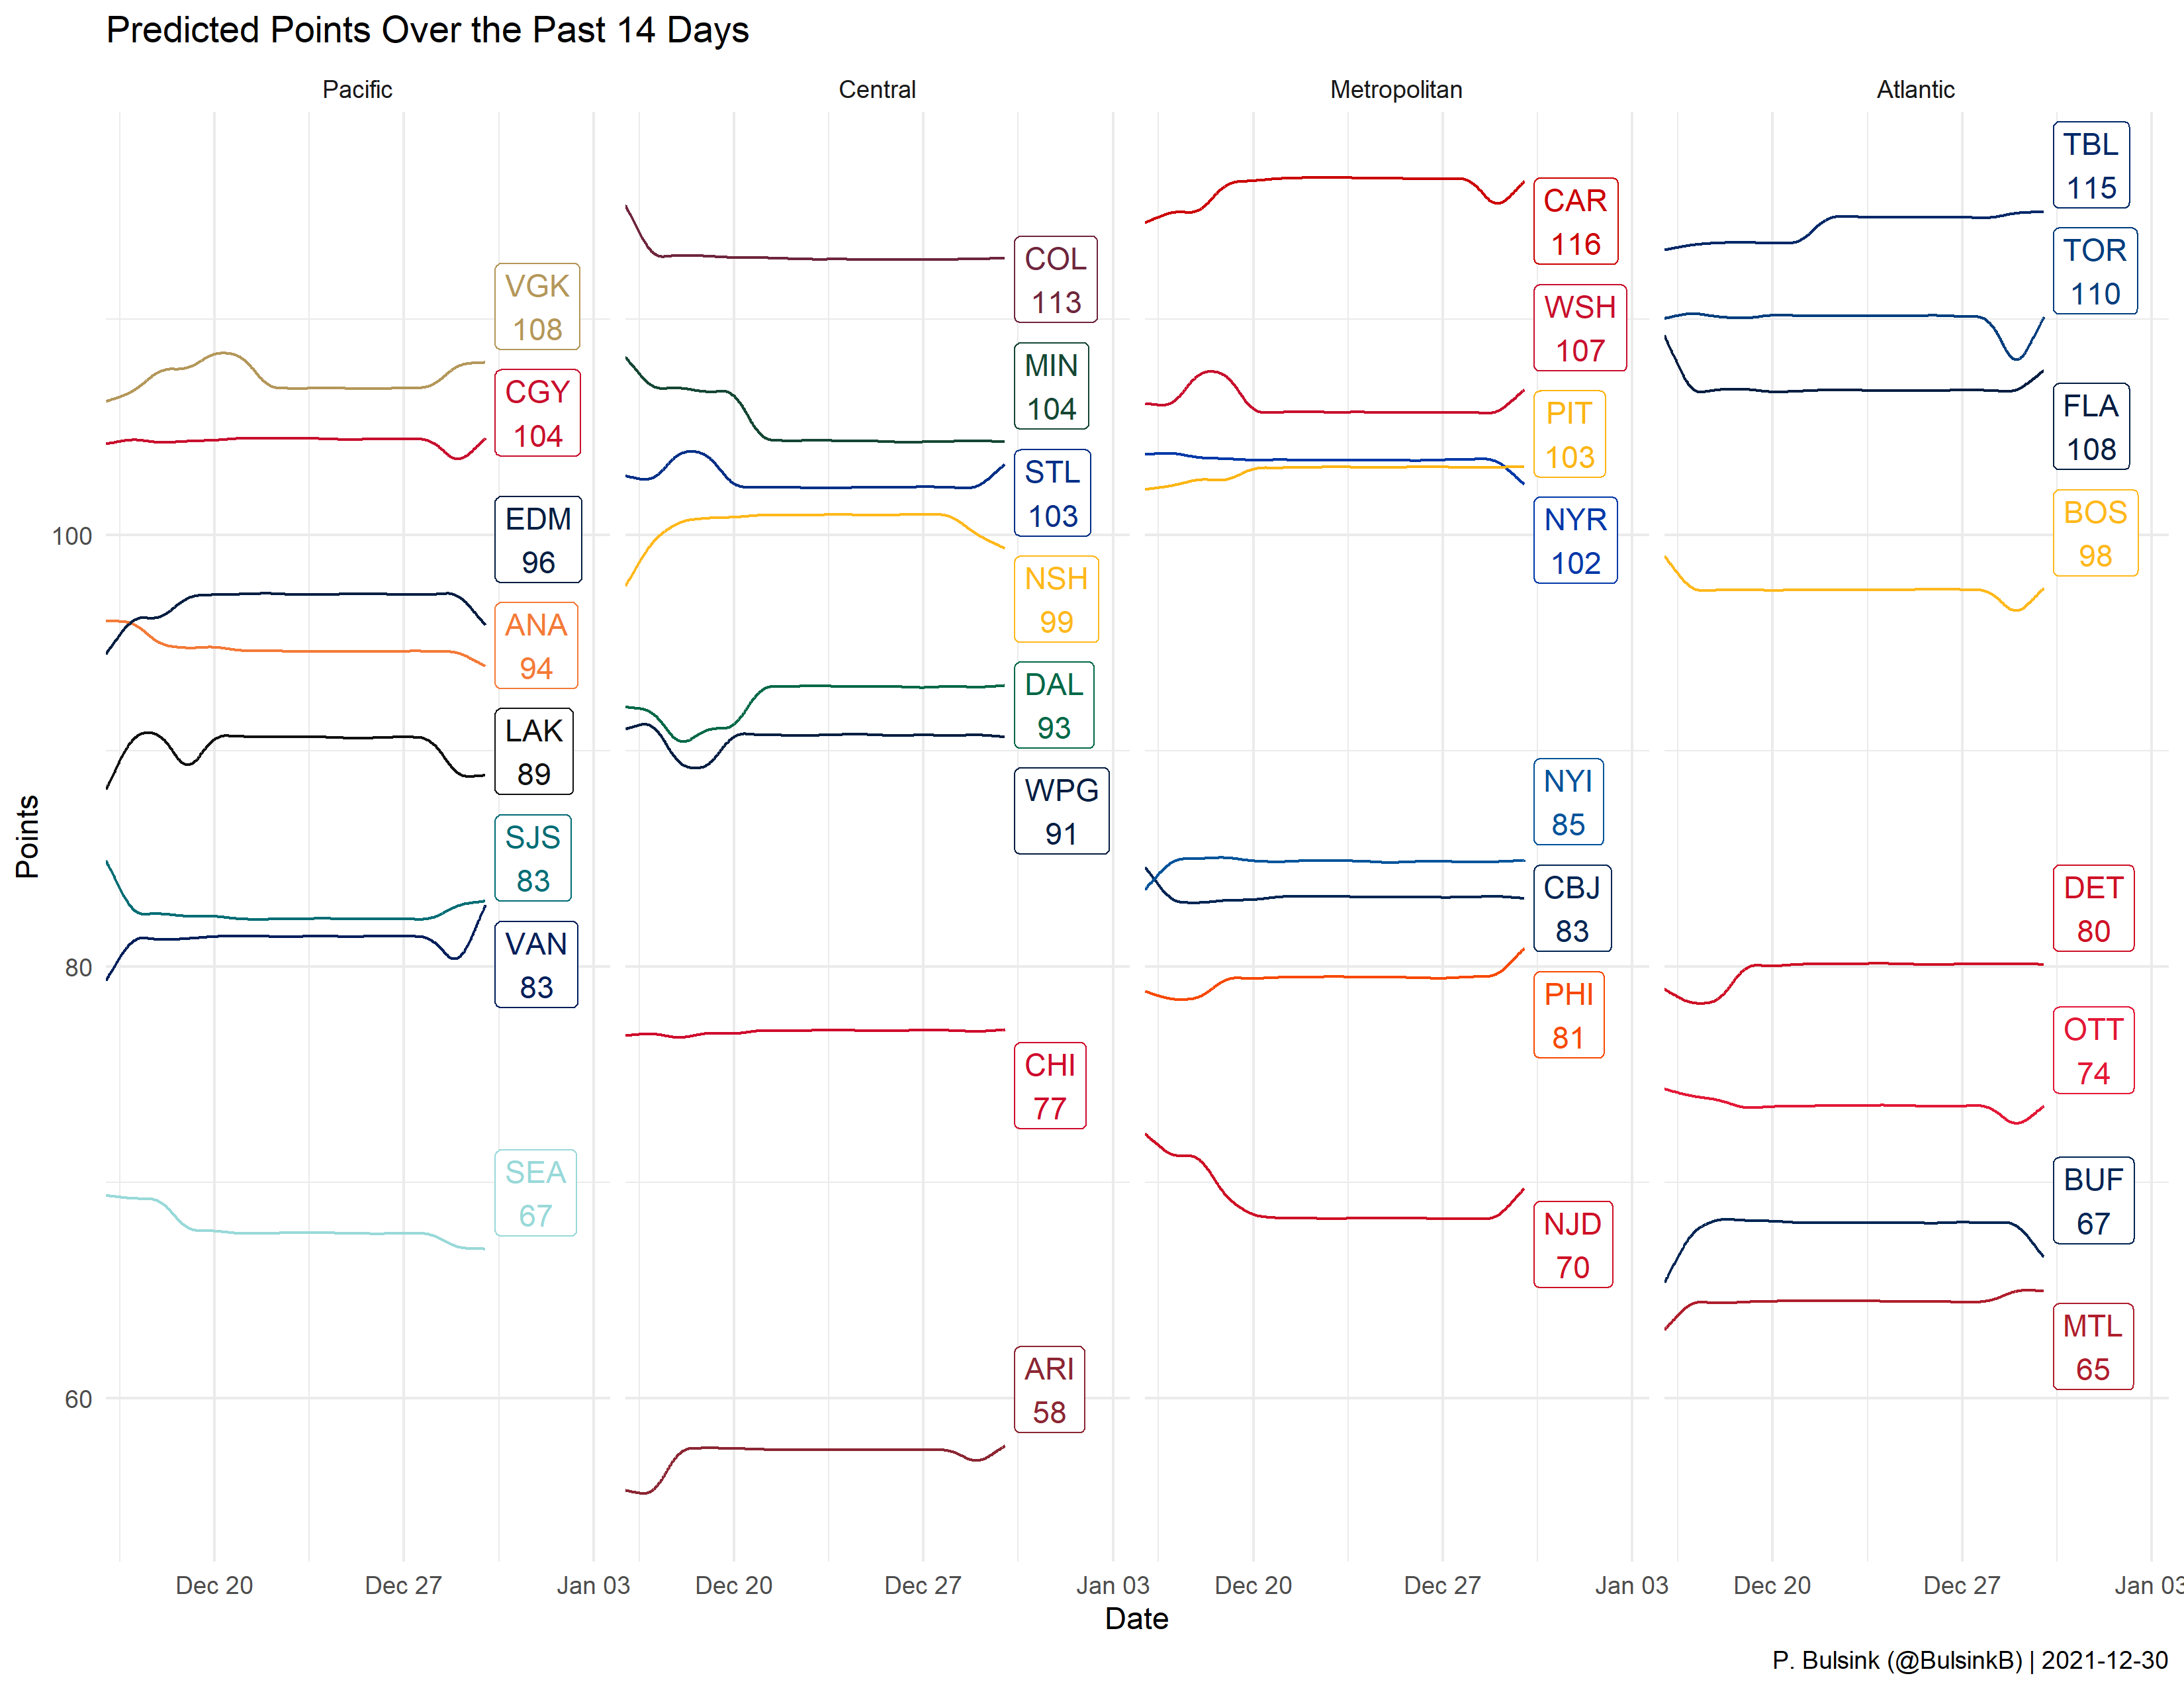 Predicted Points Over the Past 14 Days
Pacific
Central
Metropolitan
Atlantic
Points
100
80
60
VGK
108
CGY
104
EDM
96
ANA
94
LAK
89
SJS
83
VAN
83
SEA
67
COL
113
MIN
104
STL
103
NSH
99
DAL
93
WPG
91
CHI
77
ARI
58
CAR
116
WSH
107
PIT
103
NYR
102
NYI
85
CBJ
83
PHI
81
NJD
70
TBL
115
TOR
110
FLA
108
BOS
98
DET
80
OTT
74
BUF
67
MTL
65
Dec 20 Dec 27 Jan 03 Dec 20 Dec 27 Jan 03 Dec 20 Dec 27 Jan 03 Dec 20 Dec 27 Jan 03
Date
P. Bulsink (@BulsinkB) | 2021-12-30